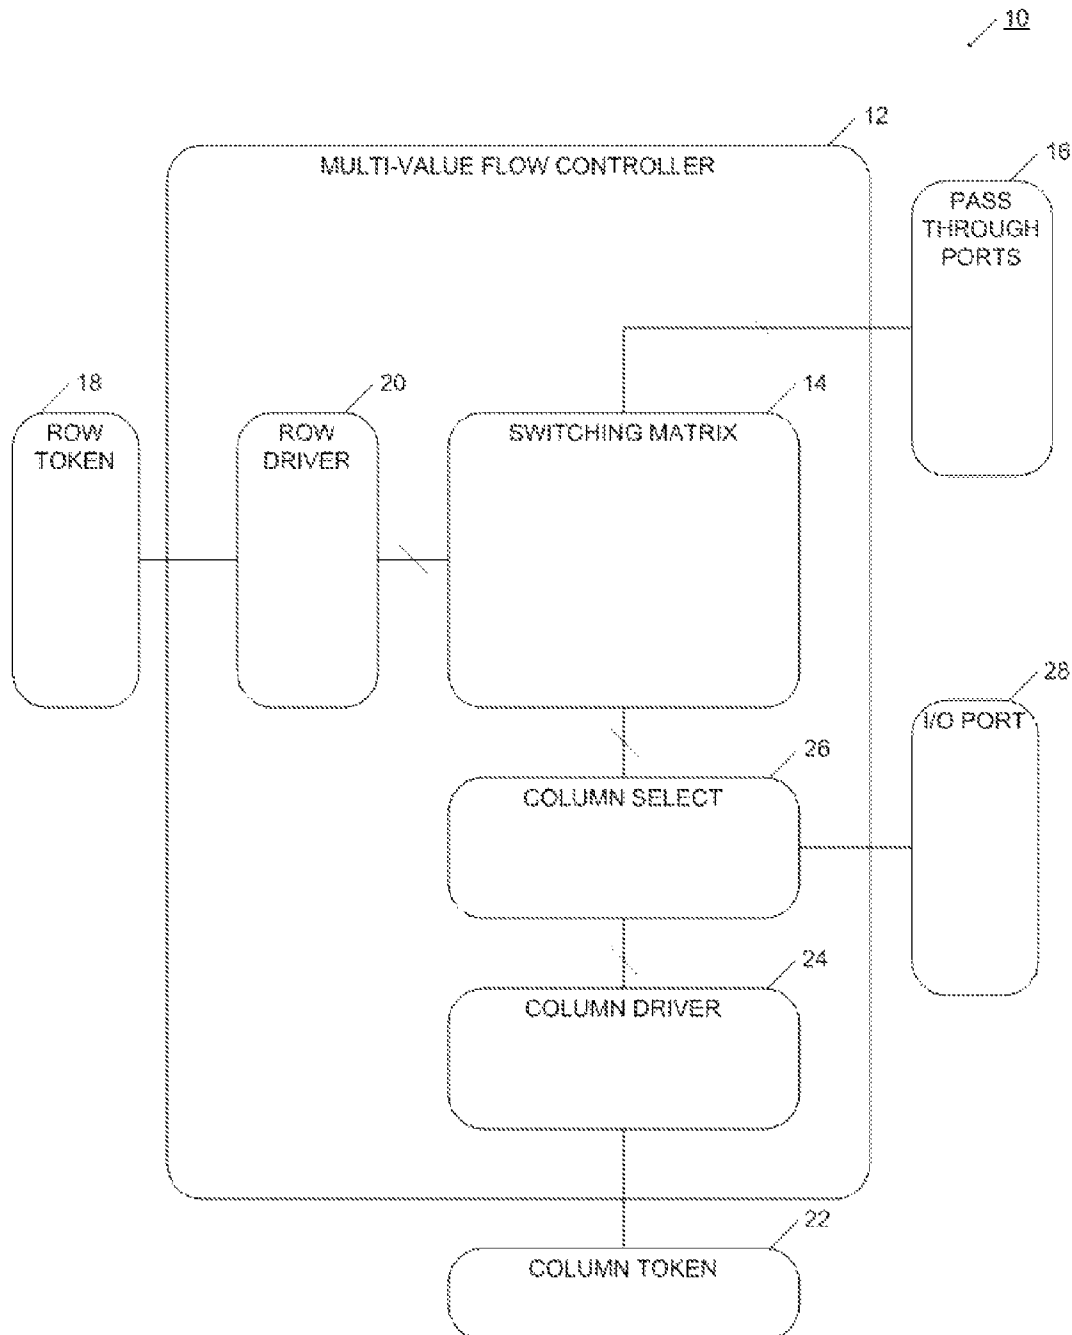 10
12
MULTI-VALUE FLOW CONTROLLER
16
PASS
THROUGH
PORTS
18
20
14
ROW
TOKEN
ROW
DRIVER
SWITCHING MATRIX
28
I/O PORT
26
COLUMN SELECT
24
COLUMN DRIVER
22
COLUMN TOKEN